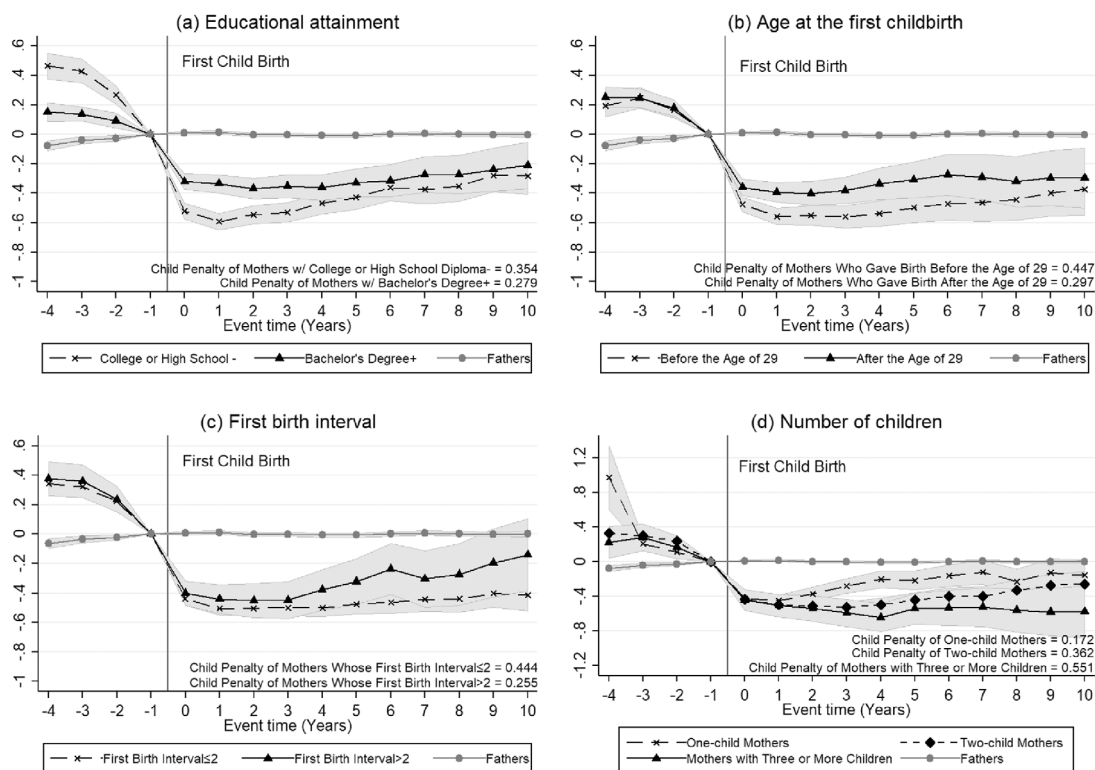 (a) Educational attainment
.6
.4
.2
0
-.2
-.4
-.6
-.8
-1
First Child Birth
Child Penalty of Mothers w/ College or High School Diploma- = 0.354
Child Penalty of Mothers w/ Bachelor's Degree+ = 0.279
-4 -3 -2 -1 0 1 2 3 4 5 6 7 8 9 10
Event time (Years)
College or High School - Bachelor's Degree+ Fathers
(b) Age at the first childbirth
.6
.4
.2
0
-.2
-.4
-.6
-.8
-1
First Child Birth
Child Penalty of Mothers Who Gave Birth Before the Age of 29 = 0.447
Child Penalty of Mothers Who Gave Birth After the Age of 29 = 0.297
-4 -3 -2 -1 0 1 2 3 4 5 6 7 8 9 10
Event time (Years)
Before the Age of 29 After the Age of 29 Fathers
(c) First birth interval
.6
.4
.2
0
-.2
-.4
-.6
-.8
-1
First Child Birth
Child Penalty of Mothers Whose First Birth Interval≤2 = 0.444
Child Penalty of Mothers Whose First Birth Interval>2 = 0.255
-4 -3 -2 -1 0 1 2 3 4 5 6 7 8 9 10
Event time (Years)
First Birth Interval≤2 First Birth Interval>2 Fathers
(d) Number of children
1.2
.8
.4
0
-.4
-.8
-1.2
First Child Birth
Child Penalty of One-child Mothers = 0.172
Child Penalty of Two-child Mothers = 0.362
Child Penalty of Mothers with Three or More Children = 0.551
-4 -3 -2 -1 0 1 2 3 4 5 6 7 8 9 10
Event time (Years)
One-child Mothers Two-child Mothers
Mothers with Three or More Children Fathers